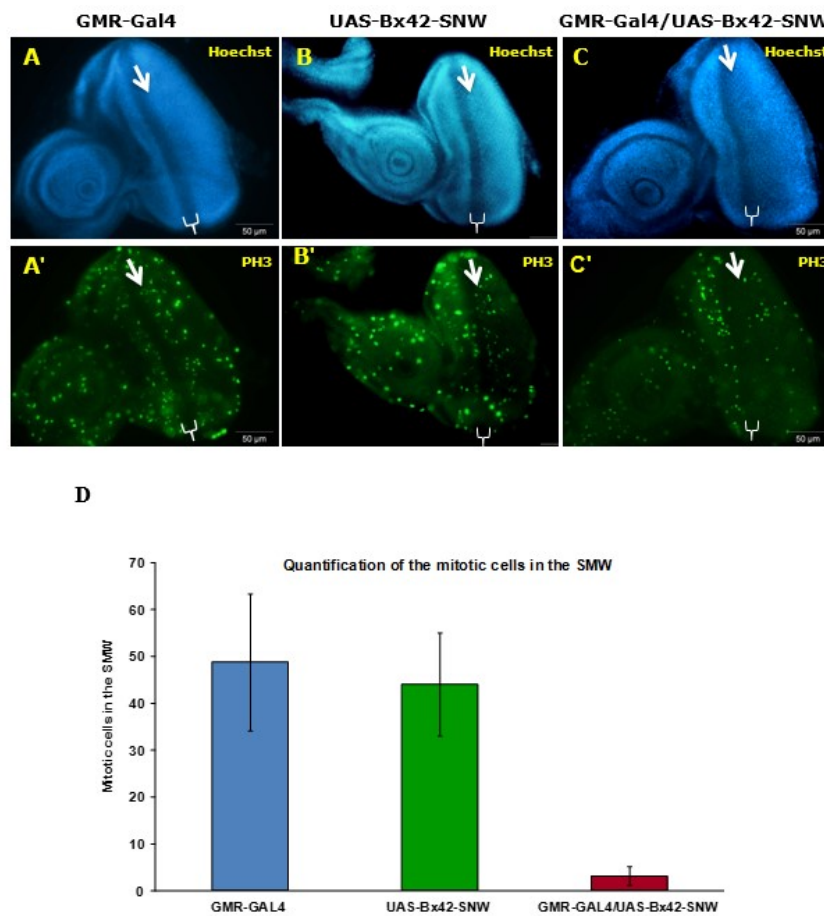 GMR-Gal4 UAS-Bx42-SNW GMR-Gal4/UAS-Bx42-SNW
A Hoechst B Hoechst C Hoechst
50 µm 50 µm
A' PH3 B' PH3 C' PH3
50 µm 50 µm
D
Quantification of the mitotic cells in the SMW
70
60
50
40
30
20
10
0
Mitotic cells in the SMW
GMR-GAL4 UAS-Bx42-SNW GMR-GAL4/UAS-Bx42-SNW